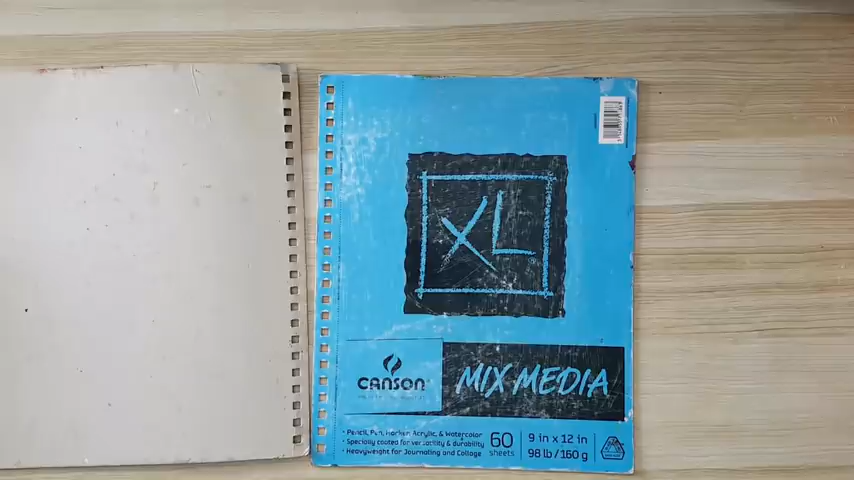 XL
CANSON
MIX MEDIA
• Pencil, Pen, Marker, Acrylic, & Watercolor
• Specially coated for versatility & durability
• Heavyweight for Journaling and Collage
60
sheets
9 in x 12 in
98 lb/160 g